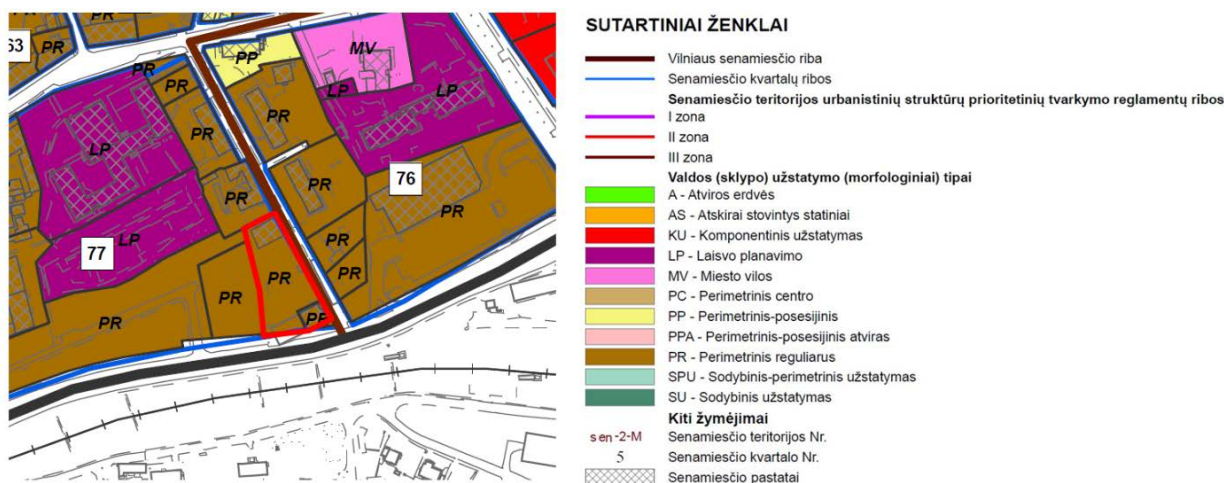 63
PR
PR
PR
PP
MV
LP
LP
PR
PR
PR
LP
PR
PR
76
PR
LP
77
PR
PR
PR
PR
PR
PR
SUTARTINIAI ŽENKLAI
Vilniaus senamiesčio riba
Senamiesčio kvartalų ribos
Senamiesčio teritorijos urbanistinių struktūrų prioritetinių tvarkymo reglamentų ribos
I zona
II zona
III zona
Valdos (sklypo) užstatymo (morfologiniai) tipai
A - Atviros erdvės
AS - Atskirai stovintys statiniai
KU - Komponentinis užstatymas
LP - Laisvo planavimo
MV - Miesto vilos
PC - Perimetrinis centro
PP - Perimetrinis-posesijinis
PPA - Perimetrinis-posesijinis atviras
PR - Perimetrinis reguliarus
SPU - Sodybinis-perimetrinis užstatymas
SU - Sodybinis užstatymas
Kiti žymėjimai
sen-2-M Senamiesčio teritorijos Nr.
5 Senamiesčio kvartalo Nr.
Senamiesčio pastatai